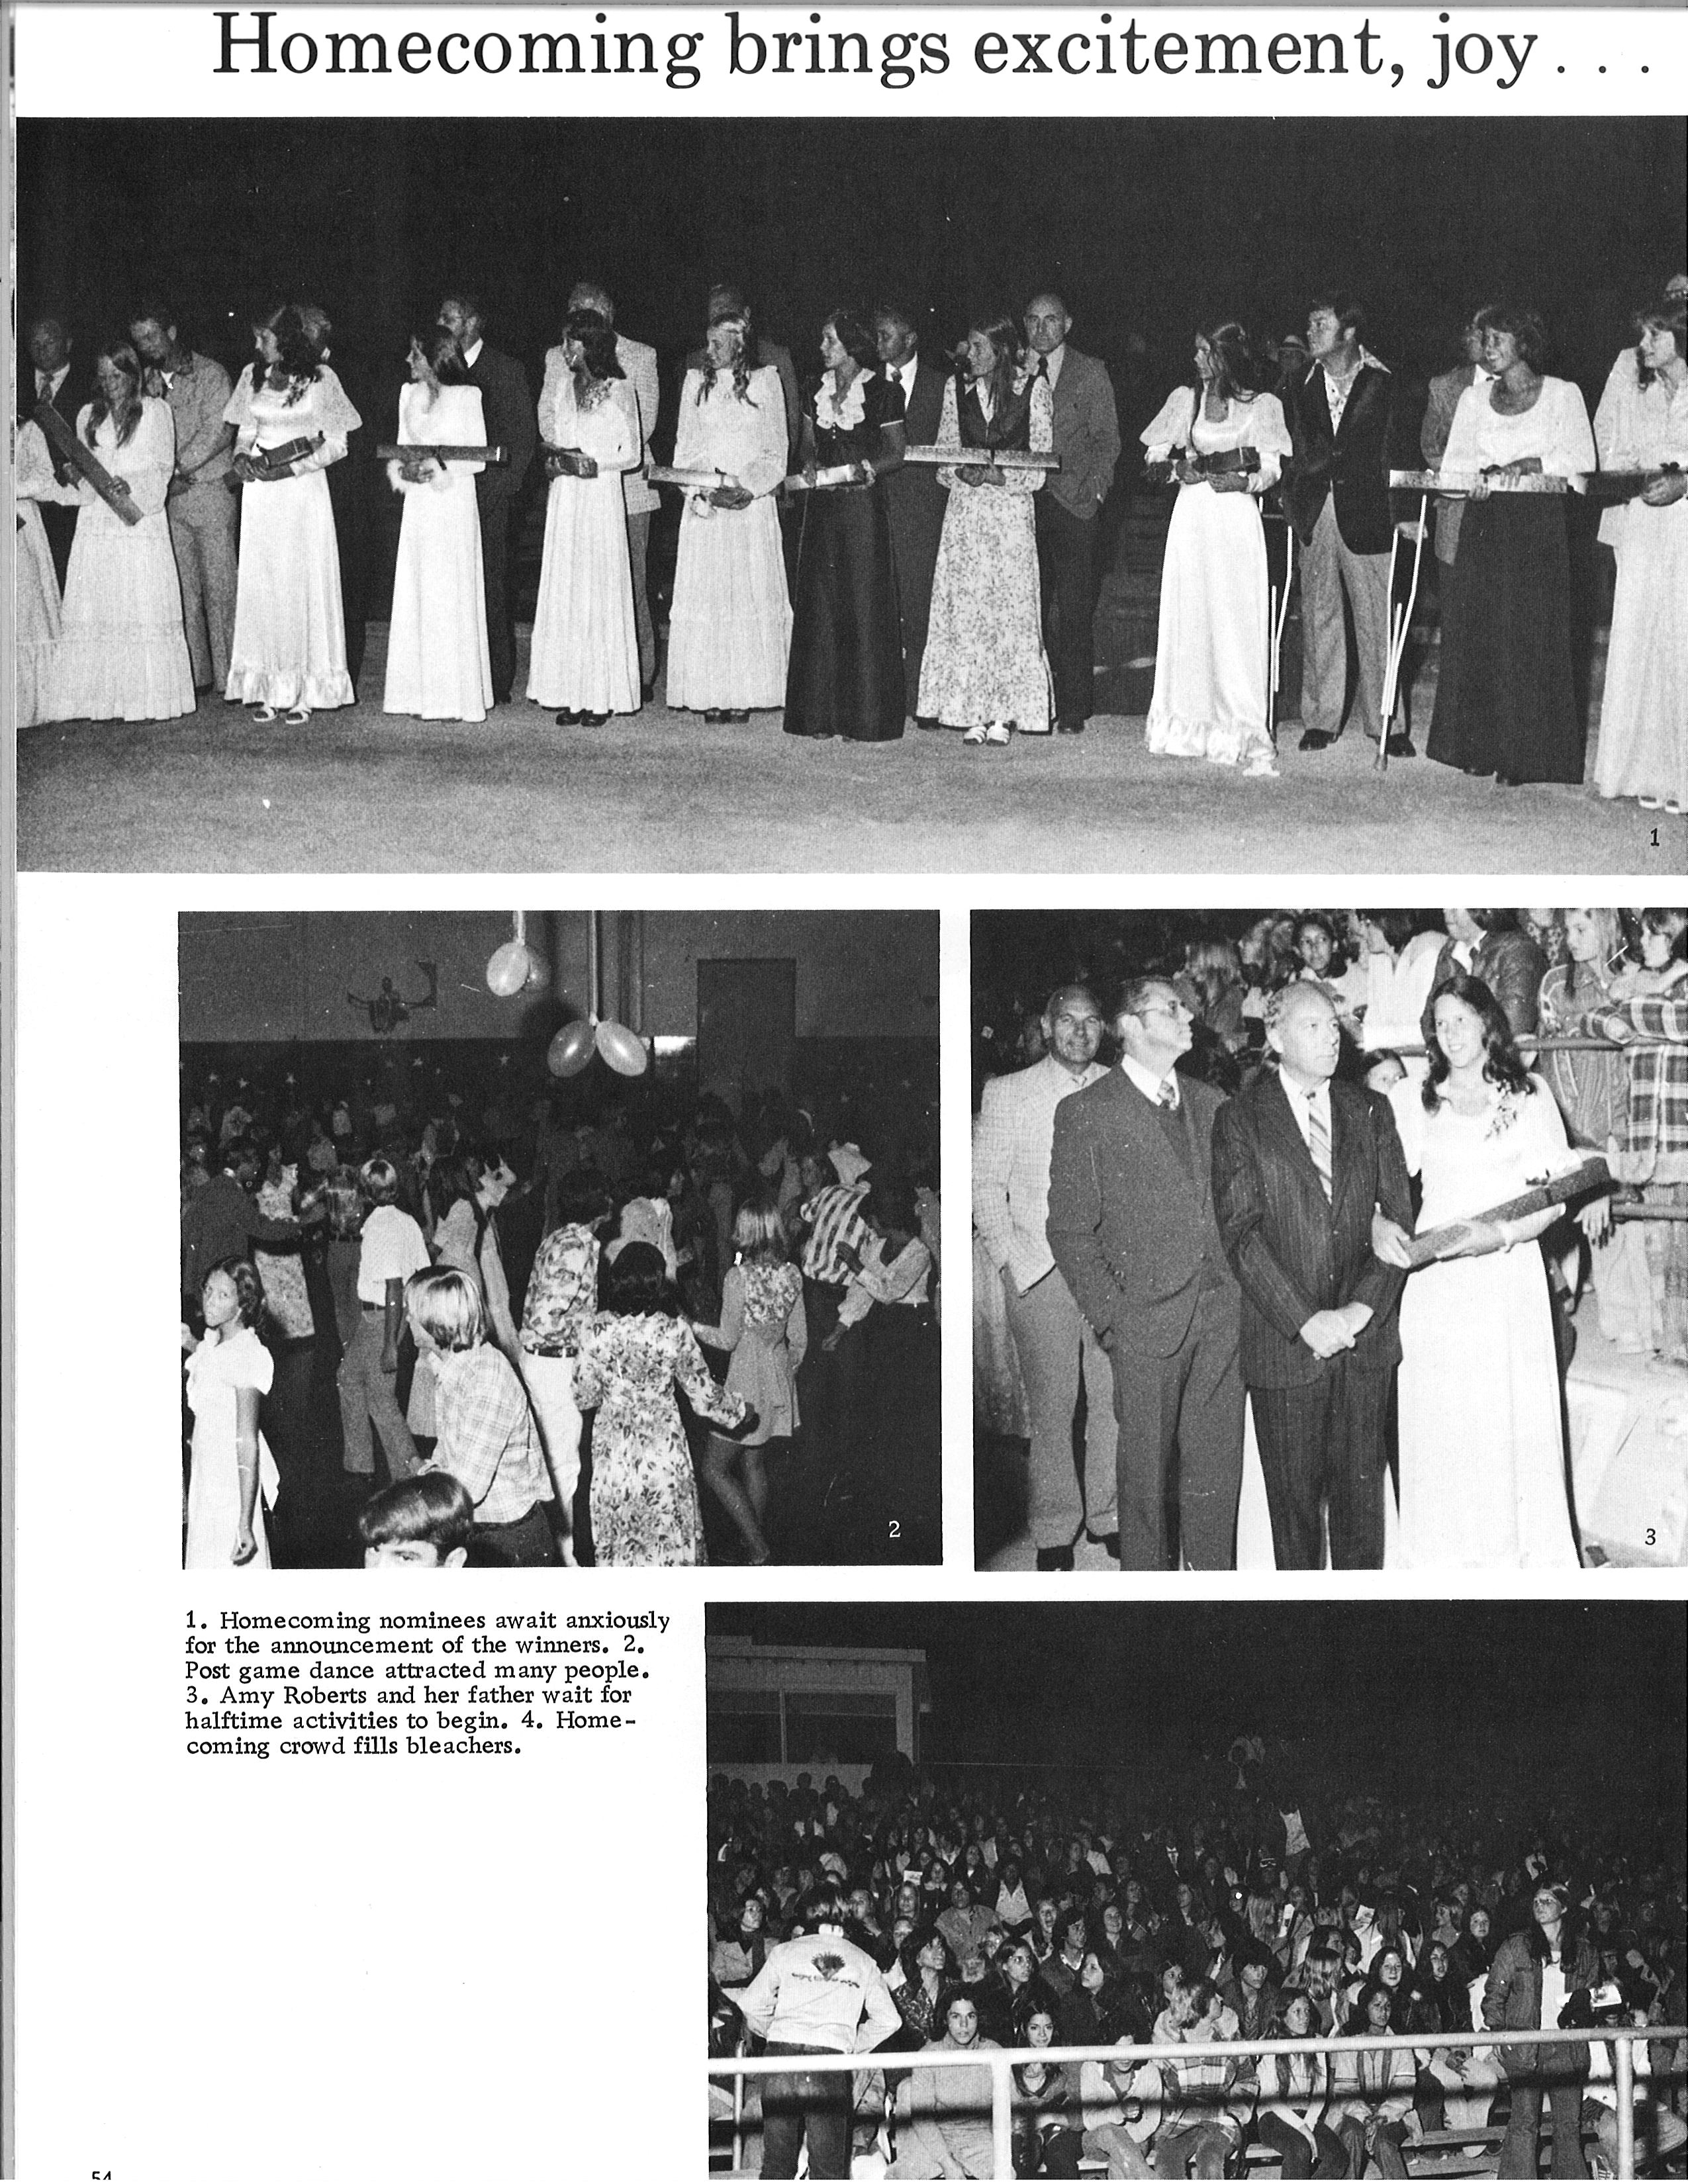 Homecoming brings excitement, joy . . .
1
2
3
1. Homecoming nominees await anxiously
for the announcement of the winners. 2.
Post game dance attracted many people.
3. Amy Roberts and her father wait for
halftime activities to begin. 4. Home-
coming crowd fills bleachers.
54